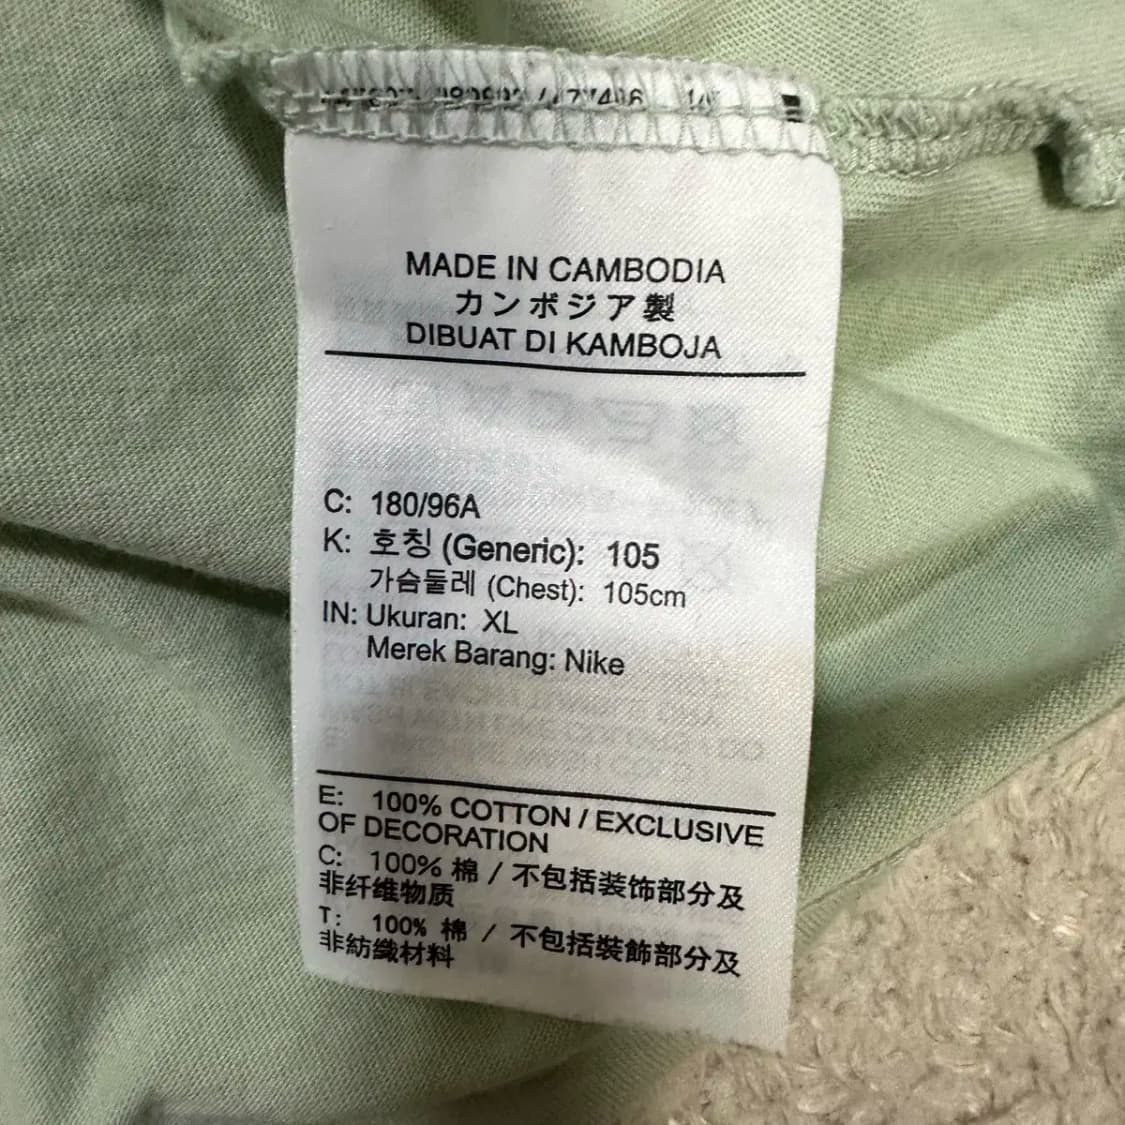 MADE IN CAMBODIA
カンボジア製
DIBUAT DI KAMBOJA
C: 180/96A
K: 호칭 (Generic): 105
가슴둘레 (Chest): 105cm
IN: Ukuran: XL
Merek Barang: Nike
E: 100% COTTON / EXCLUSIVE
OF DECORATION
C: 100% 棉 / 不包括装饰部分及
非纤维物质
T: 100% 棉 / 不包括裝飾部分及
非紡織材料